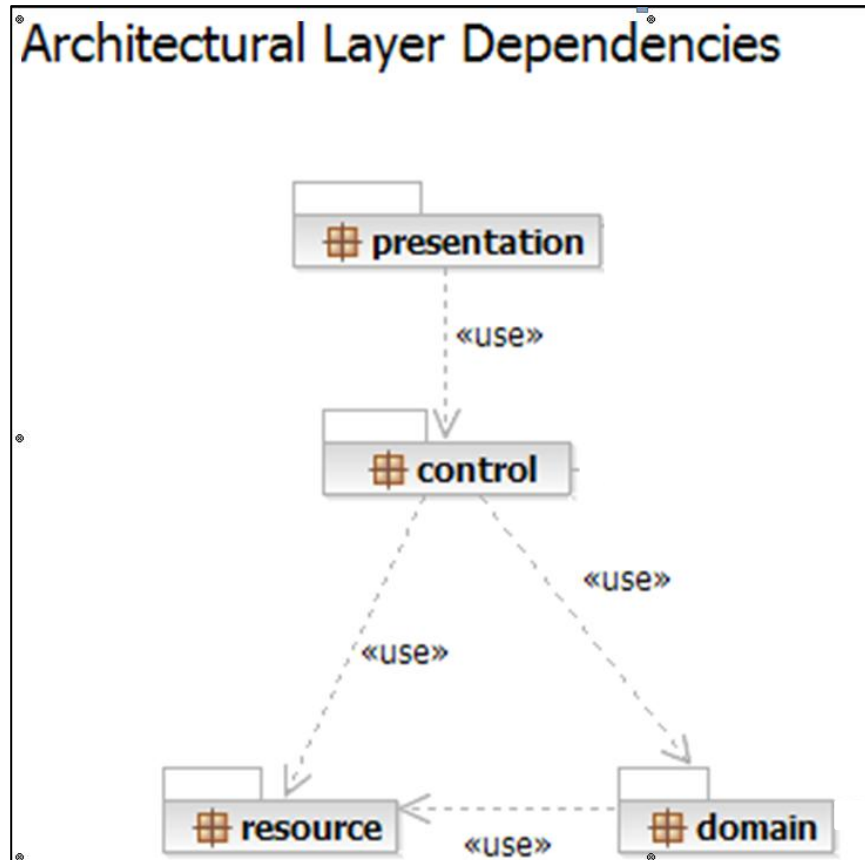 Architectural Layer Dependencies
presentation
«use»
control
«use»
«use»
resource
domain
«use»